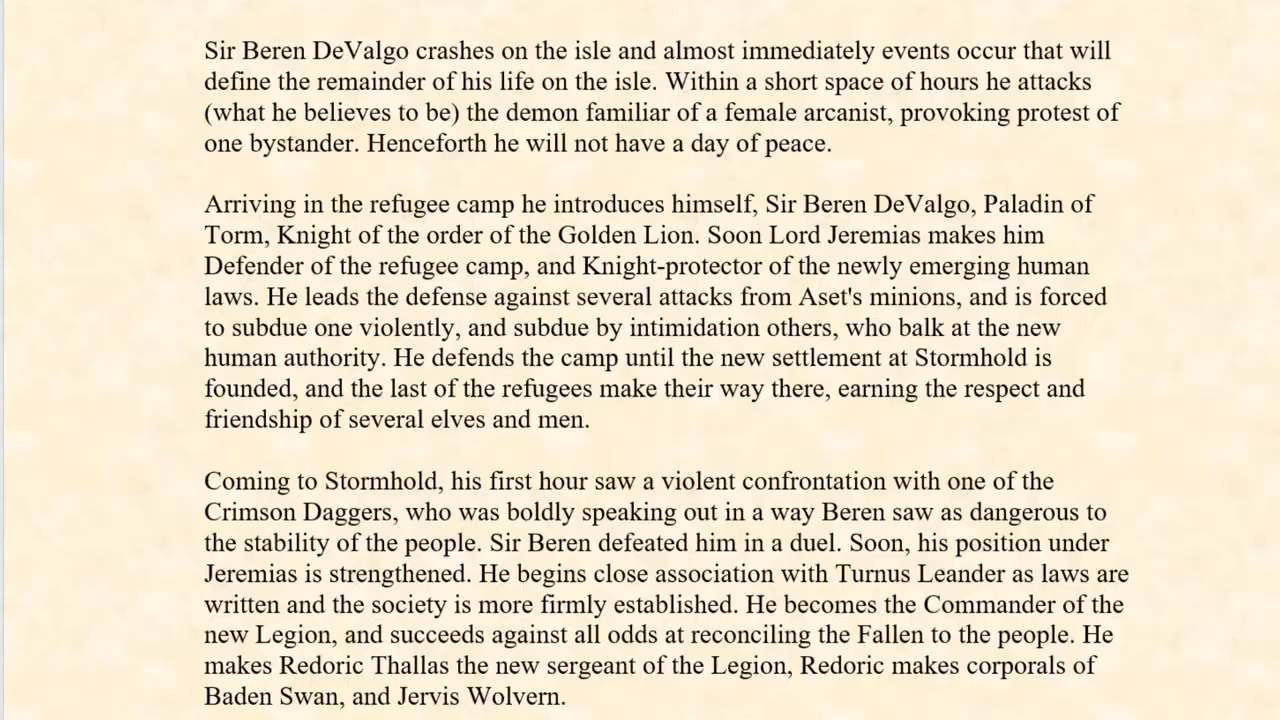 Sir Beren DeValgo crashes on the isle and almost immediately events occur that will
define the remainder of his life on the isle. Within a short space of hours he attacks
(what he believes to be) the demon familiar of a female arcanist, provoking protest of
one bystander. Henceforth he will not have a day of peace.
Arriving in the refugee camp he introduces himself, Sir Beren DeValgo, Paladin of
Torm, Knight of the order of the Golden Lion. Soon Lord Jeremias makes him
Defender of the refugee camp, and Knight-protector of the newly emerging human
laws. He leads the defense against several attacks from Aset's minions, and is forced
to subdue one violently, and subdue by intimidation others, who balk at the new
human authority. He defends the camp until the new settlement at Stormhold is
founded, and the last of the refugees make their way there, earning the respect and
friendship of several elves and men.
Coming to Stormhold, his first hour saw a violent confrontation with one of the
Crimson Daggers, who was boldly speaking out in a way Beren saw as dangerous to
the stability of the people. Sir Beren defeated him in a duel. Soon, his position under
Jeremias is strengthened. He begins close association with Turnus Leander as laws are
written and the society is more firmly established. He becomes the Commander of the
new Legion, and succeeds against all odds at reconciling the Fallen to the people. He
makes Redoric Thallas the new sergeant of the Legion, Redoric makes corporals of
Baden Swan, and Jervis Wolvern.